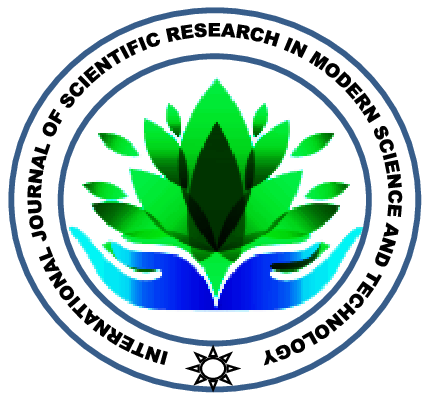 INTERNATIONAL JOURNAL OF SCIENTIFIC RESEARCH IN MODERN SCIENCE AND TECHNOLOGY